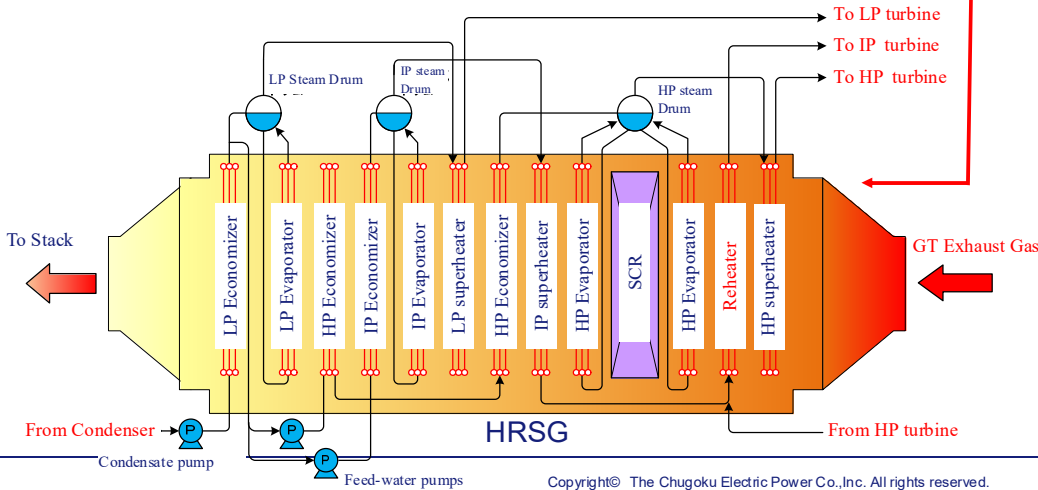 To LP turbine
To IP turbine
To HP turbine
LP Steam Drum
IP steam
Drum
HP steam
Drum
To Stack
GT Exhaust Gas
LP Economizer
LP Evaporator
HP Economizer
IP Economizer
IP Evaporator
LP superheater
HP Economizer
IP superheater
HP Evaporator
SCR
HP Evaporator
Reheater
HP superheater
From Condenser
P
P
HRSG
From HP turbine
Condensate pump
P
Feed-water pumps
Copyright© The Chugoku Electric Power Co.,Inc. All rights reserved.